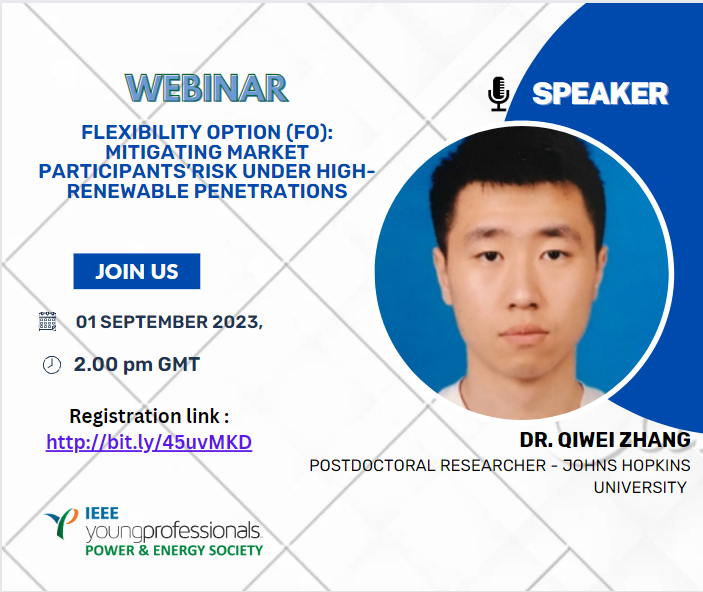 WEBINAR
SPEAKER
FLEXIBILITY OPTION (FO):
MITIGATING MARKET
PARTICIPANTS'RISK UNDER HIGH-
RENEWABLE PENETRATIONS
JOIN US
01 SEPTEMBER 2023,
2.00 pm GMT
Registration link :
http://bit.ly/45uvMKD
DR. QIWEI ZHANG
POSTDOCTORAL RESEARCHER - JOHNS HOPKINS
UNIVERSITY
IEEE
youngprofessionals
POWER & ENERGY SOCIETY